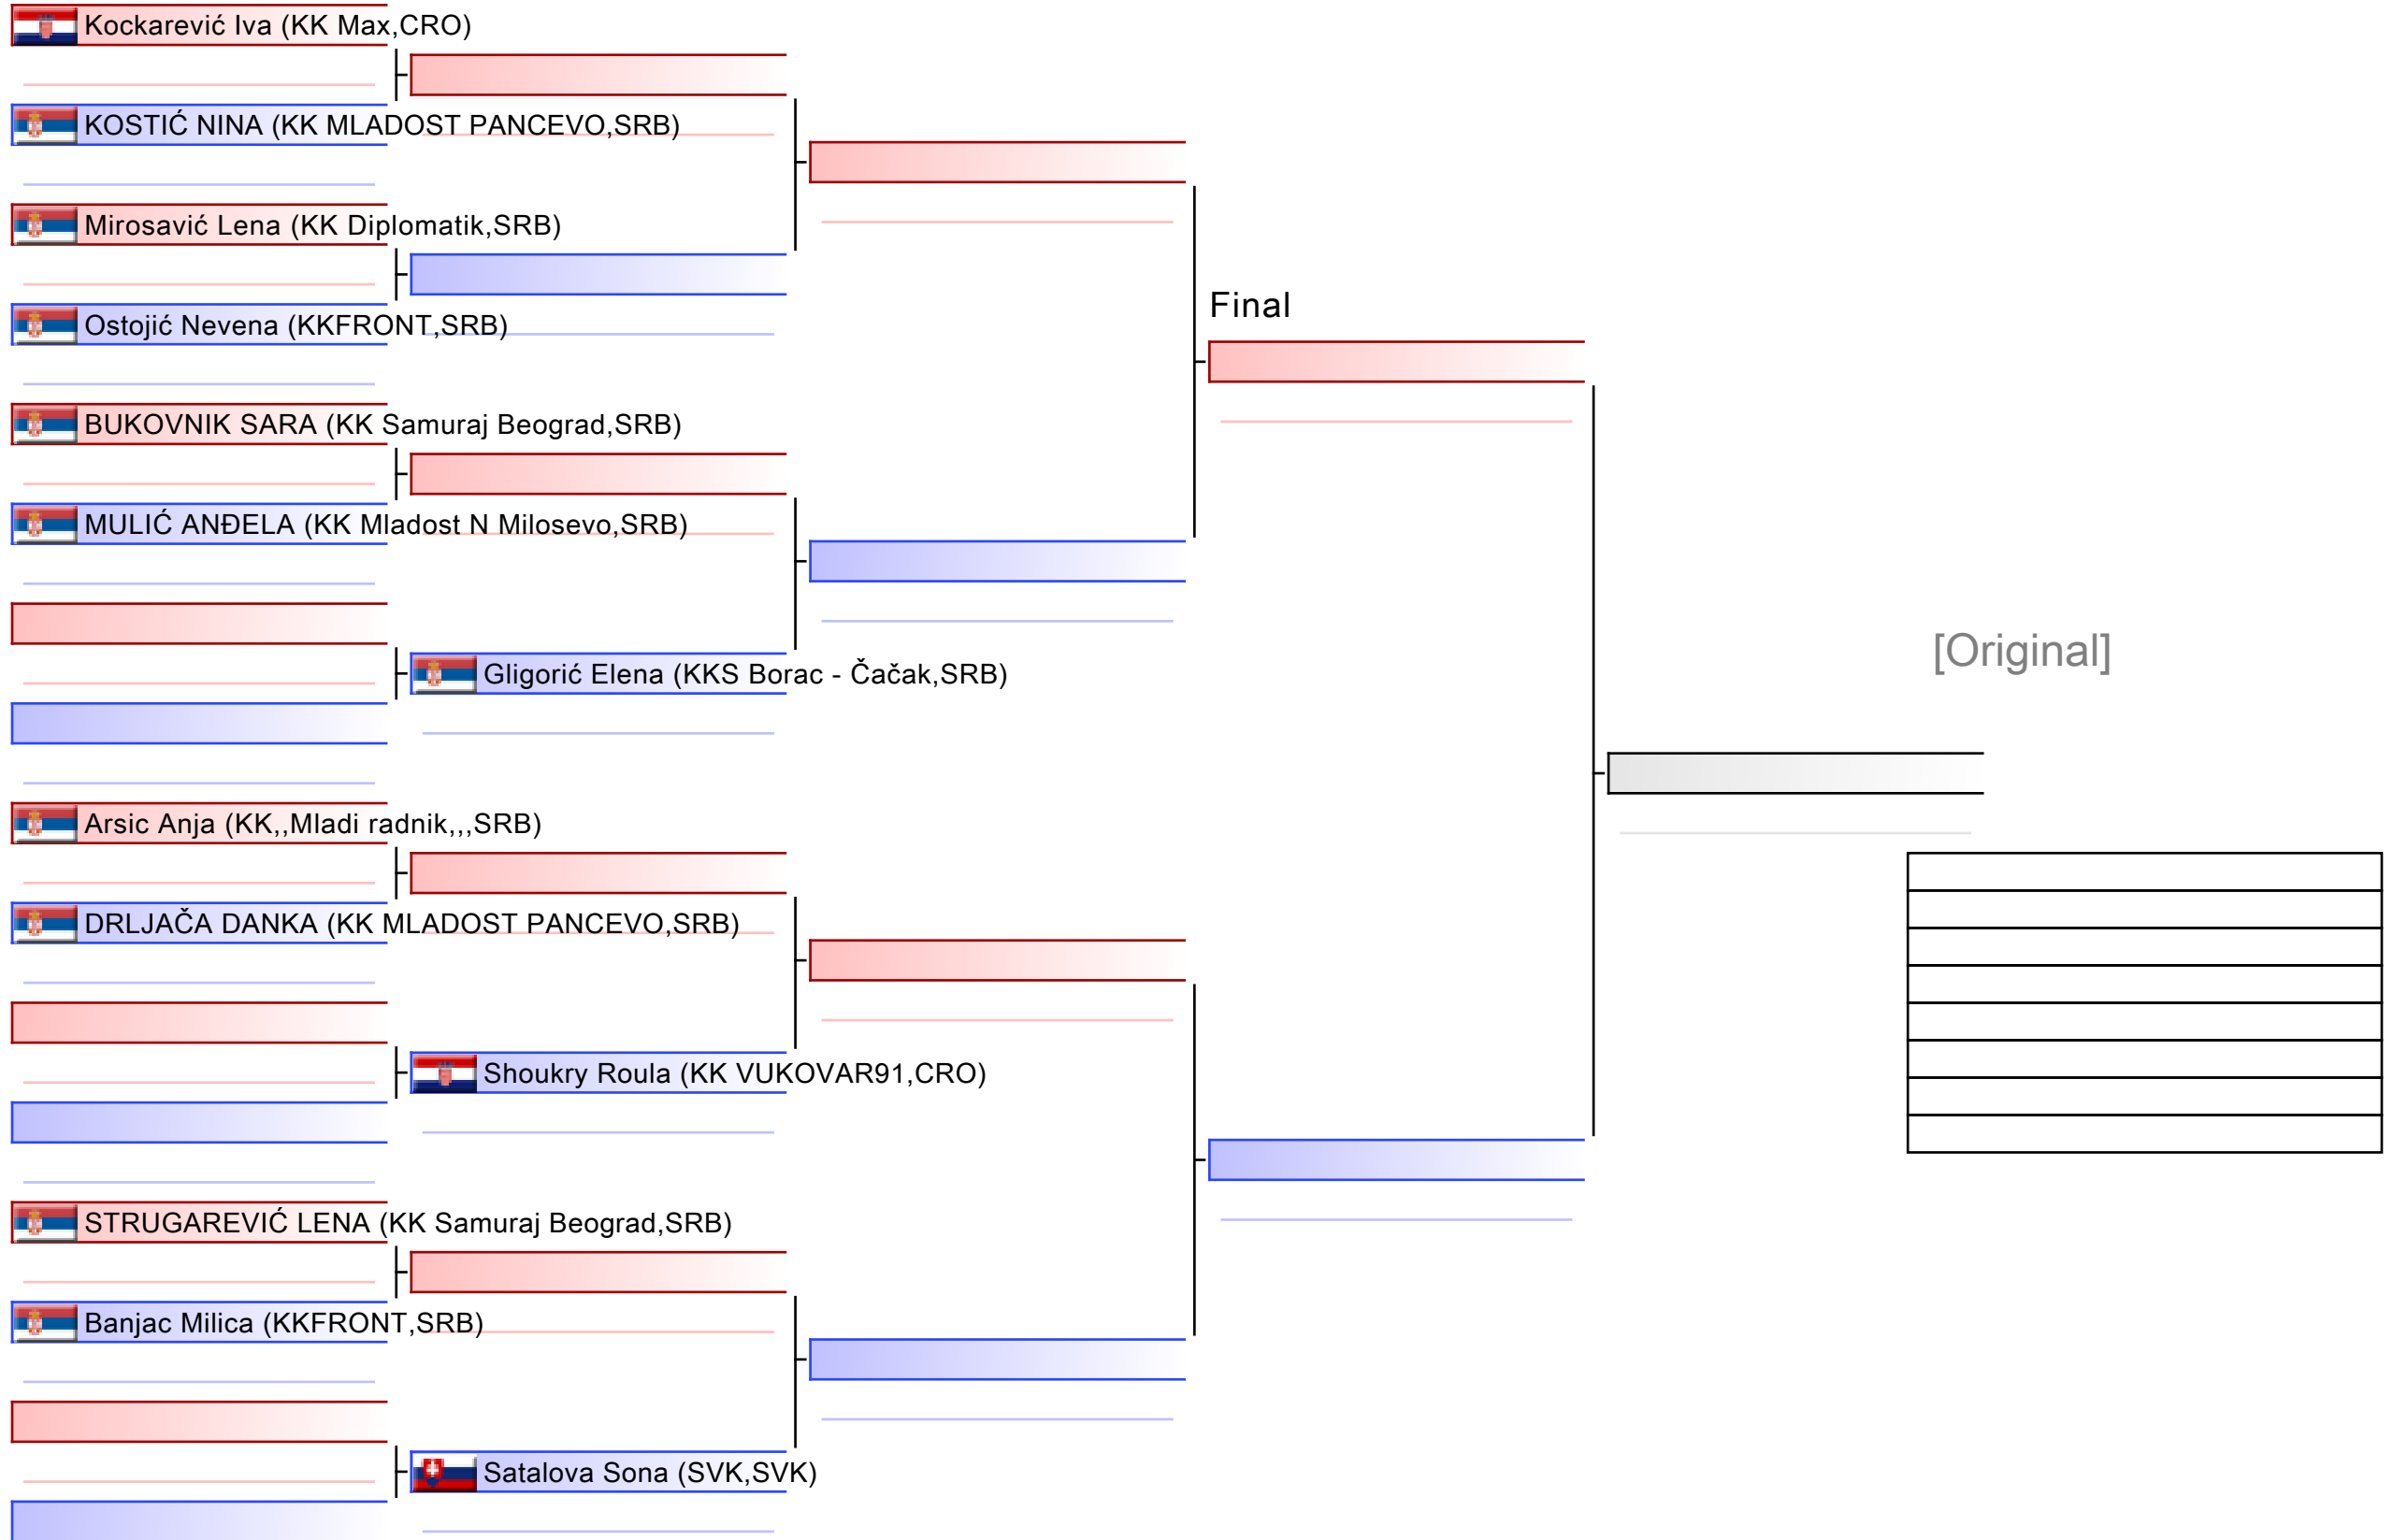 Kockarević Iva (KK Max,CRO)
KOSTIĆ NINA (KK MLADOST PANCEVO,SRB)
Mirosavić Lena (KK Diplomatik,SRB)
Final
Ostojić Nevena (KKFRONT,SRB)
BUKOVNIK SARA (KK Samuraj Beograd,SRB)
MULIĆ ANĐELA (KK Mladost N Milosevo,SRB)
[Original]
Gligorić Elena (KKS Borac - Čačak,SRB)
Arsic Anja (KK,,Mladi radnik,,,SRB)
DRLJAČA DANKA (KK MLADOST PANCEVO,SRB)
Shoukry Roula (KK VUKOVAR91,CRO)
STRUGAREVIĆ LENA (KK Samuraj Beograd,SRB)
Banjac Milica (KKFRONT,SRB)
Satalova Sona (SVK,SVK)